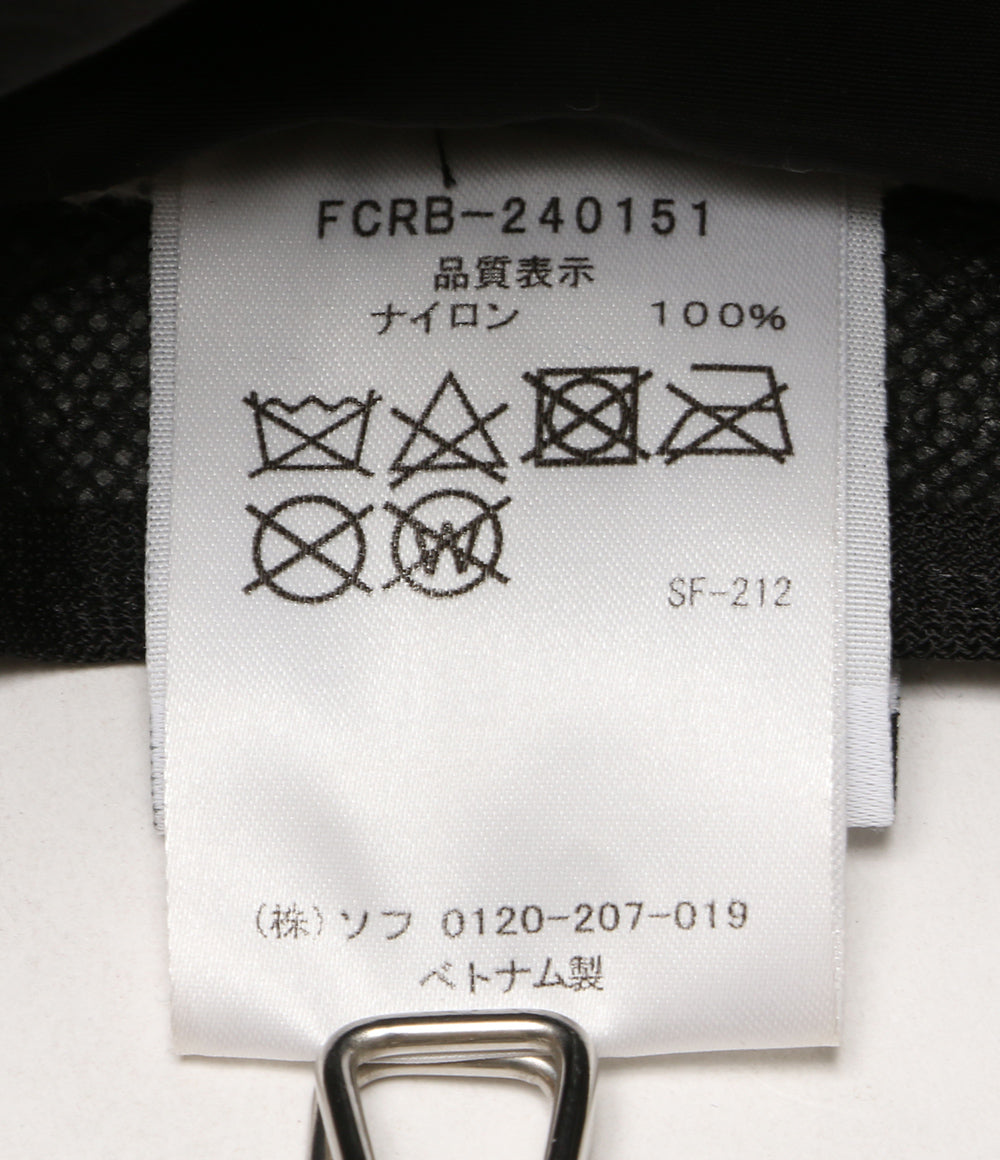 FCRB-240151
品質表示
ナイロン 100%
W
SF-212
(株)ソフ 0120-207-019
ベトナム製